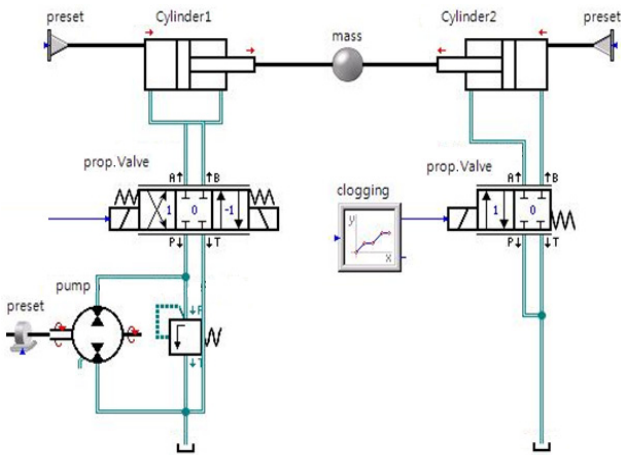 preset
Cylinder1
mass
Cylinder2
preset
prop.Valve
A
B
1
0
-1
P
T
clogging
y
x
prop.Valve
A
B
1
0
P
T
pump
preset
P
T